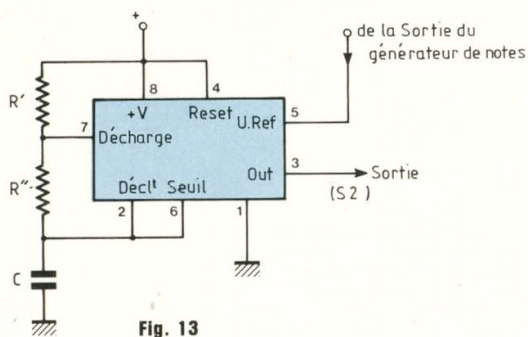 +
de la Sortie du
générateur de notes
R'
8
4
+V
Reset
5
U.Ref
7
Décharge
3
Out
Sortie
(S2)
R"
Décl^t
Seuil
2
6
1
C
Fig. 13